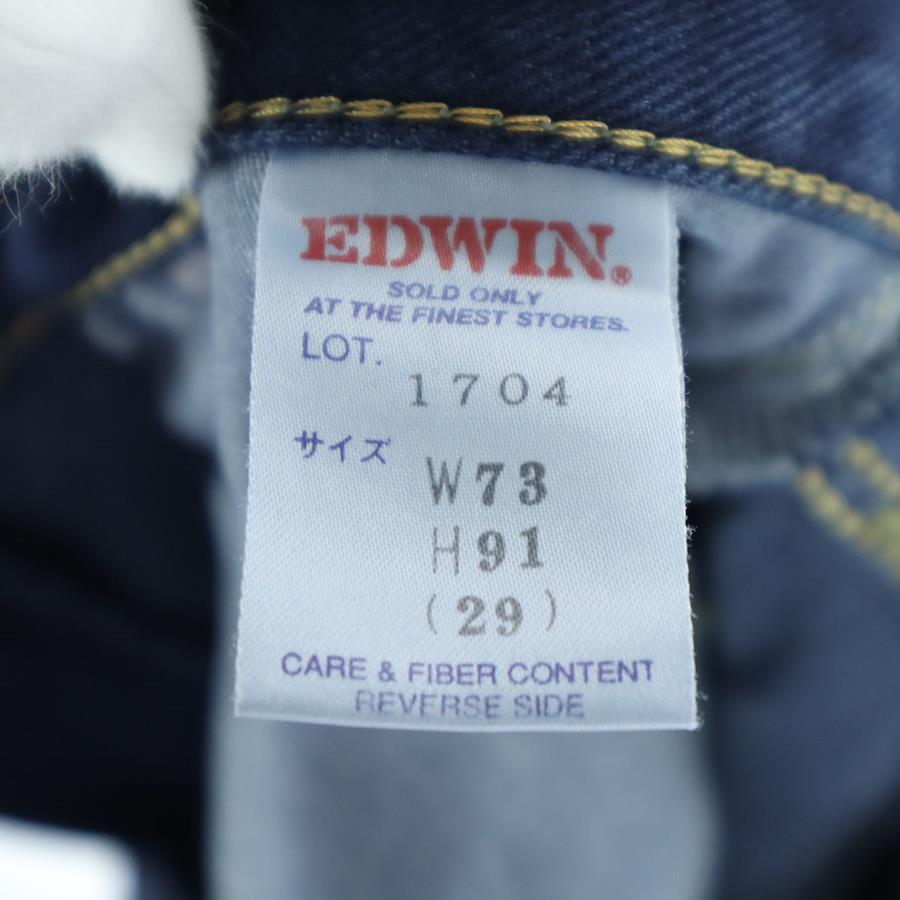 EDWIN®
SOLD ONLY
AT THE FINEST STORES.
LOT.
1704
サイズ
W73
H91
(29)
CARE & FIBER CONTENT
REVERSE SIDE